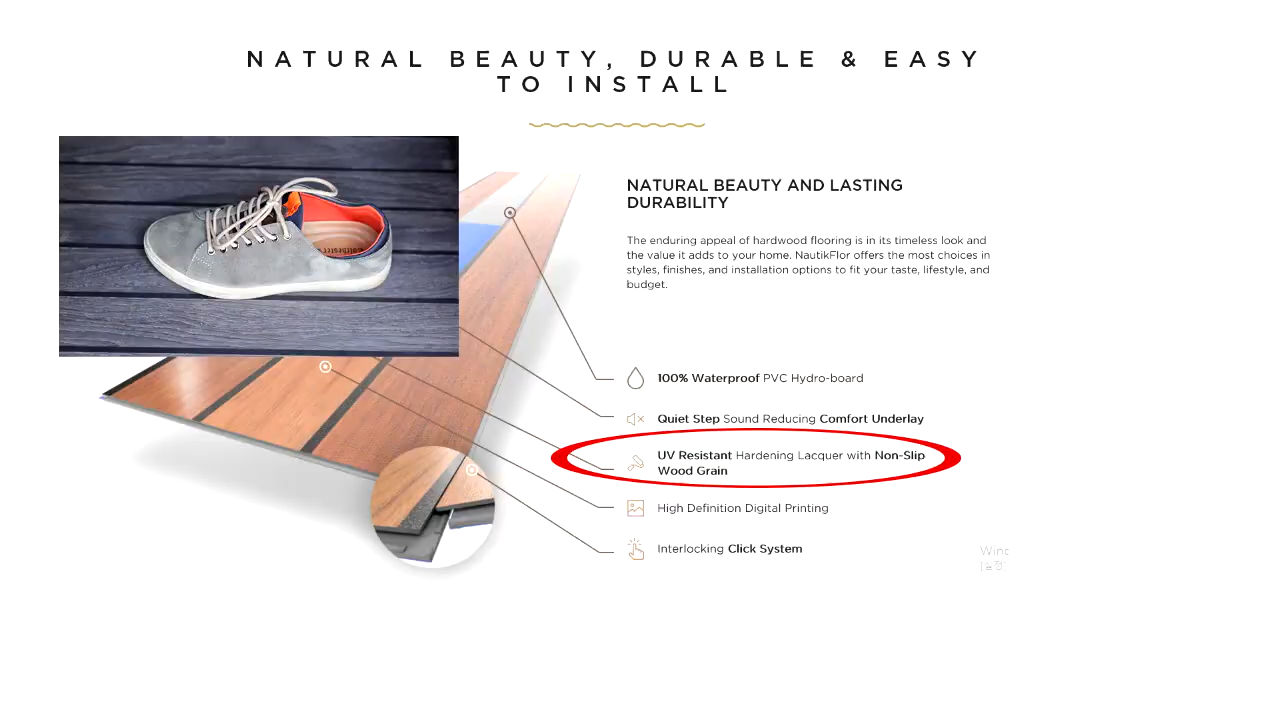 NATURAL BEAUTY, DURABLE & EASY
TO INSTALL
NATURAL BEAUTY AND LASTING
DURABILITY
The enduring appeal of hardwood flooring is in its timeless look and
the value it adds to your home. NautikFlor offers the most choices in
styles, finishes, and installation options to fit your taste, lifestyle, and
budget.
100% Waterproof PVC Hydro-board
Quiet Step Sound Reducing Comfort Underlay
UV Resistant Hardening Lacquer with Non-Slip
Wood Grain
High Definition Digital Printing
Interlocking Click System